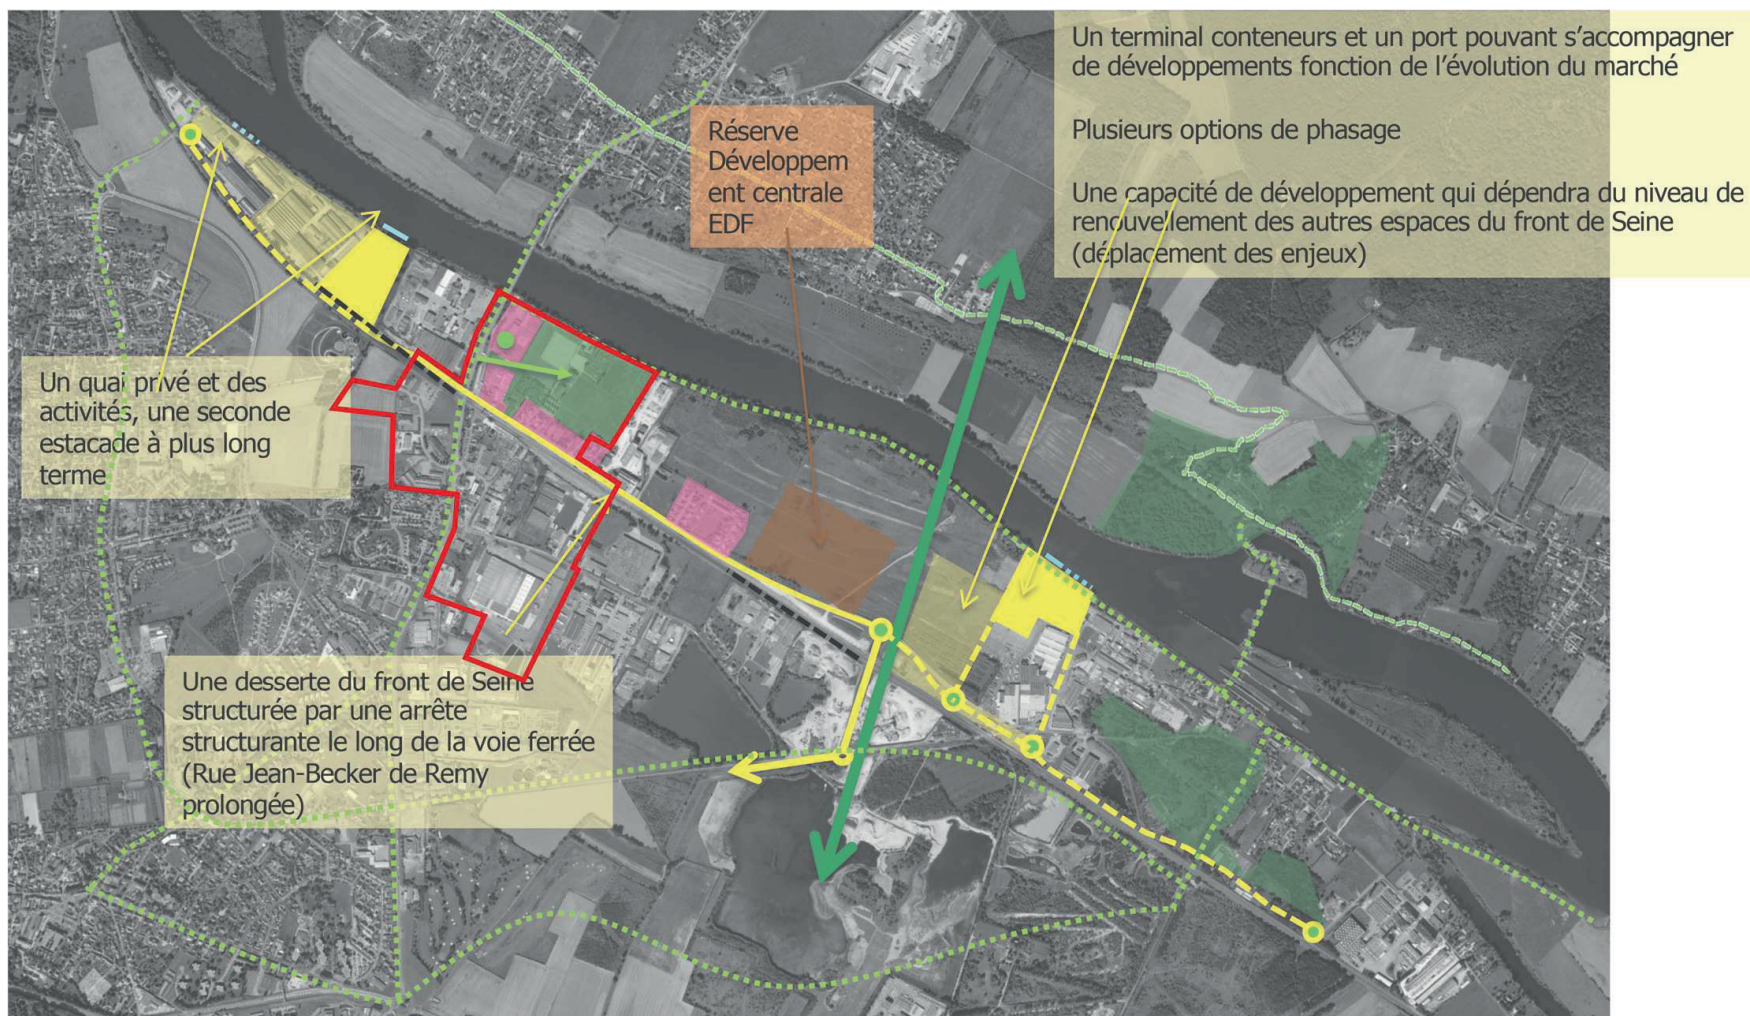 Un terminal conteneurs et un port pouvant s’accompagner
de développements fonction de l’évolution du marché
Plusieurs options de phasage
Une capacité de développement qui dépendra du niveau de
renouvellement des autres espaces du front de Seine
(déplacement des enjeux)
Réserve
Développem
ent centrale
EDF
Un quai privé et des
activités, une seconde
estacade à plus long
terme
Une desserte du front de Seine
structurée par une arrête
structurante le long de la voie ferrée
(Rue Jean-Becker de Remy
prolongée)